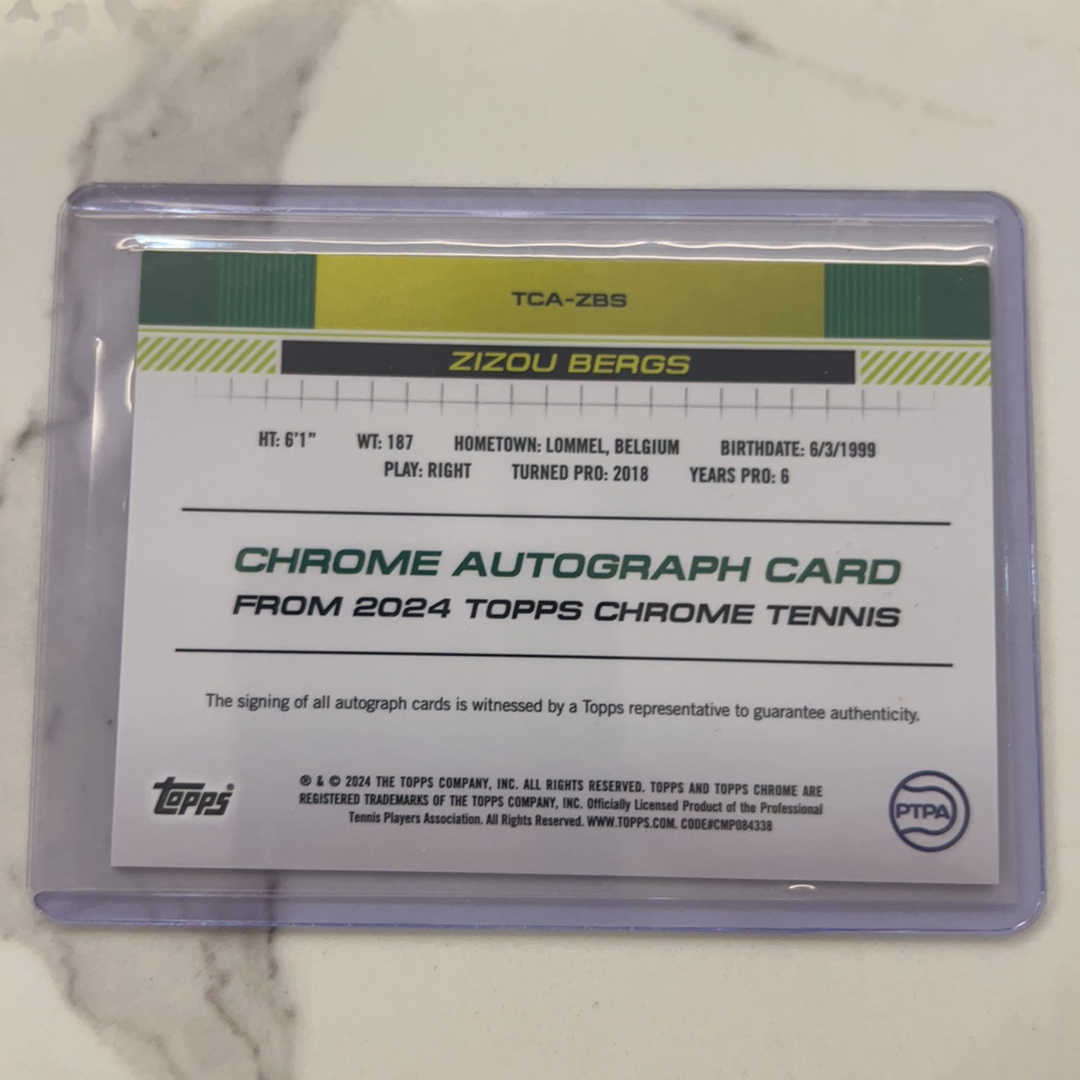 TCA-ZBS
ZIZOU BERGS
HT: 6'1" WT: 187 HOMETOWN: LOMMEL, BELGIUM BIRTHDATE: 6/3/1999
PLAY: RIGHT TURNED PRO: 2018 YEARS PRO: 6
CHROME AUTOGRAPH CARD
FROM 2024 TOPPS CHROME TENNIS
The signing of all autograph cards is witnessed by a Topps representative to guarantee authenticity.
topps®
® & © 2024 THE TOPPS COMPANY, INC. ALL RIGHTS RESERVED. TOPPS AND TOPPS CHROME ARE
REGISTERED TRADEMARKS OF THE TOPPS COMPANY, INC. Officially Licensed Product of the Professional
Tennis Players Association. All Rights Reserved. WWW.TOPPS.COM. CODE#CMP084338
PTPA